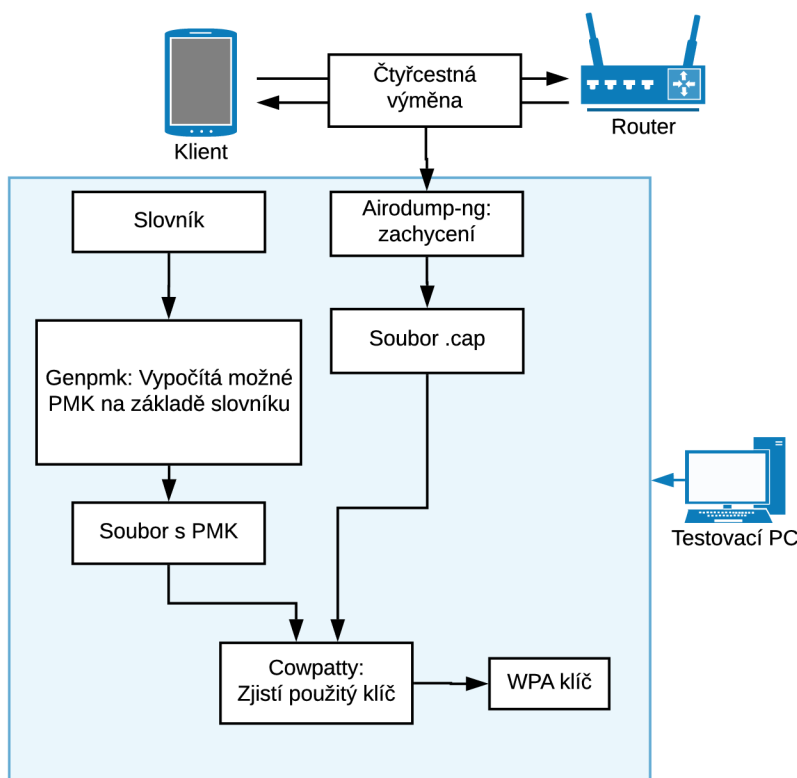 Čtyřcestná
výměna
Klient
Router
Slovník
Airodump-ng:
zachycení
Genpmk: Vypočítá možné
PMK na základě slovníku
Soubor .cap
Soubor s PMK
Testovací PC
Cowpatty:
Zjistí použitý klíč
WPA klíč